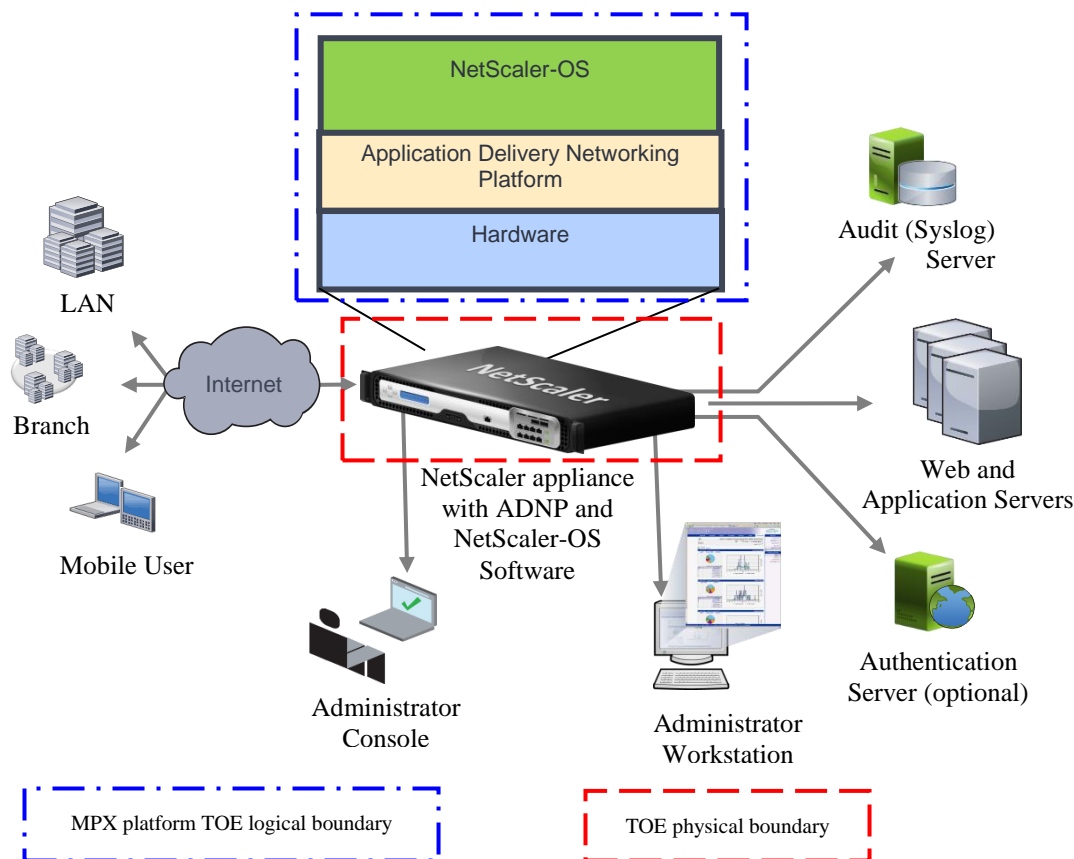 NetScaler-OS
Application Delivery Networking
Platform
Hardware
Audit (Syslog)
Server
LAN
Internet
NetScaler
Branch
Web and
Application Servers
NetScaler appliance
with ADNP and
NetScaler-OS
Software
Mobile User
Authentication
Server (optional)
Administrator
Console
Administrator
Workstation
MPX platform TOE logical boundary
TOE physical boundary